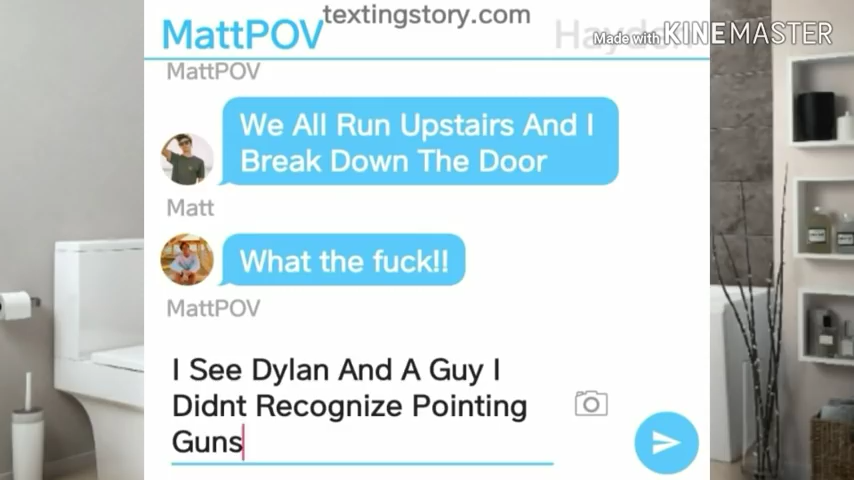 textingstory.com
MattPOV
Hayden
Made with KINEMASTER
MattPOV
We All Run Upstairs And I
Break Down The Door
Matt
What the fuck!!
MattPOV
I See Dylan And A Guy I
Didnt Recognize Pointing
Guns